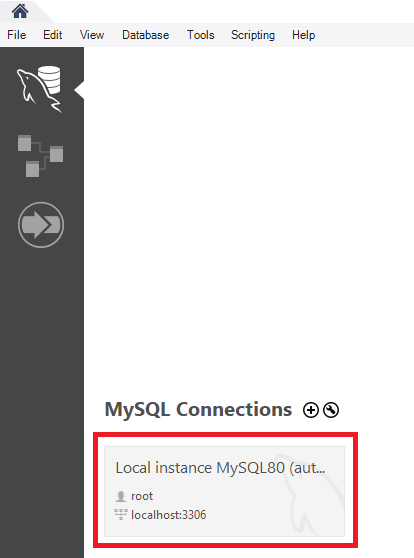 File Edit View Database Tools Scripting Help
MySQL Connections
Local instance MySQL80 (aut...
root
localhost:3306